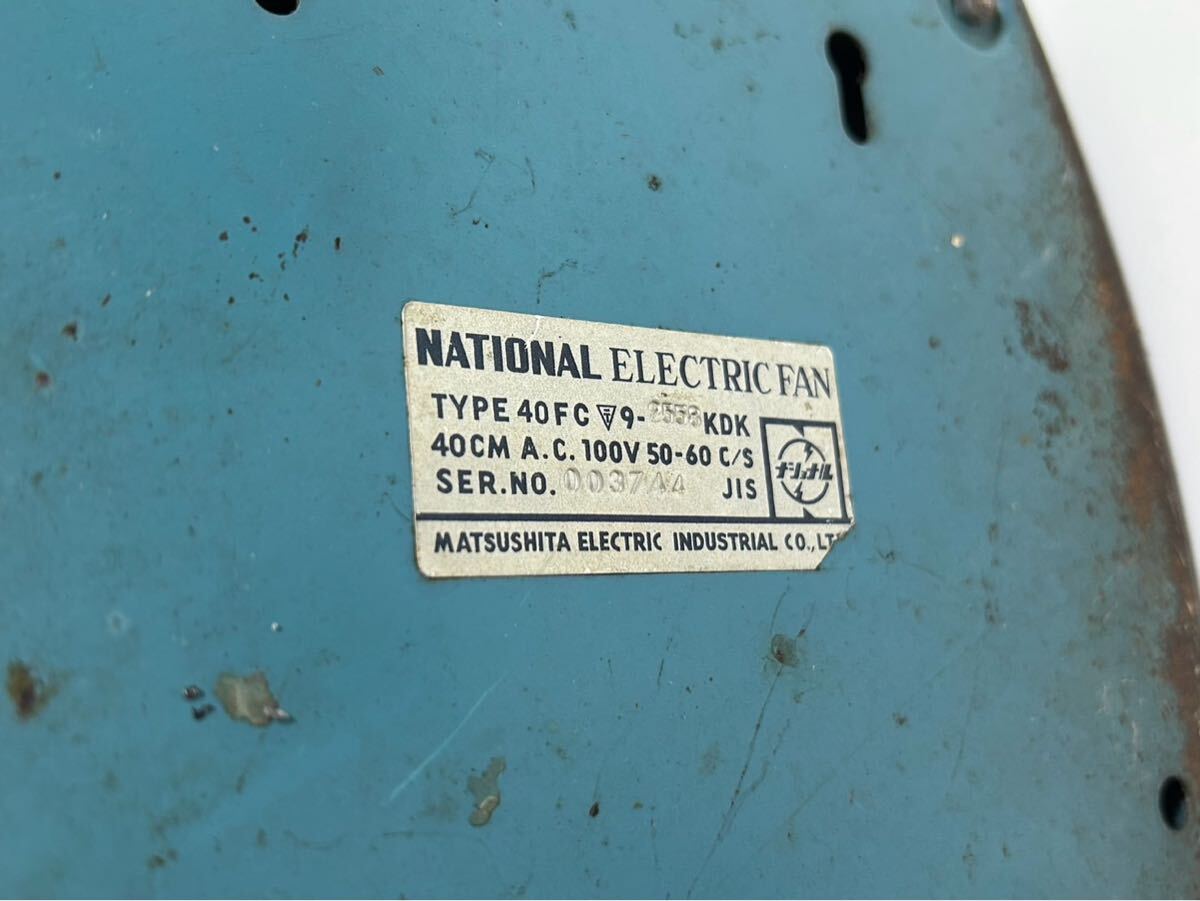 NATIONAL ELECTRIC FAN
TYPE 40FC 〒9-2558 KDK
40CM A.C. 100V 50-60 C/S
SER.NO. 003744 JIS
ナショナル
MATSUSHITA ELECTRIC INDUSTRIAL CO.,LT